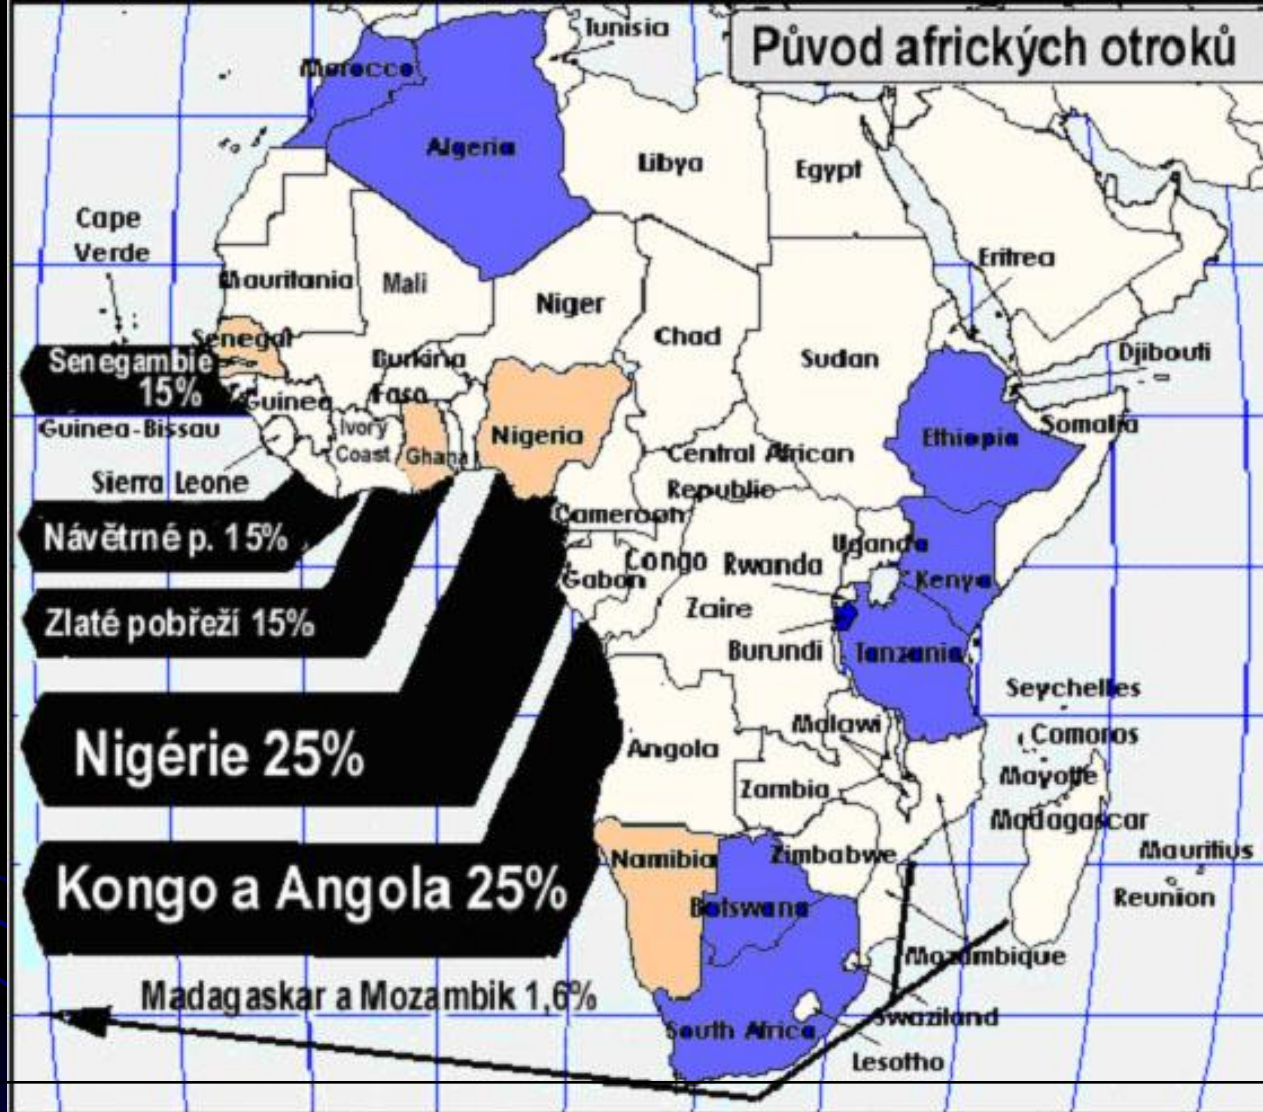 Původ afrických otroků
Tunisia
Morocco
Algeria
Libya
Egypt
Cape
Verde
Mauritania
Mali
Niger
Chad
Sudan
Eritrea
Djibouti
Senegal
Senegambie
15%
Burkina
Faso
Guinea
Guinea-Bissau
Ivory
Coast
Ghana
Nigeria
Ethiopia
Somalia
Sierra Leone
Central African
Republic
Cameroon
Návětrné p. 15%
Gabon
Congo
Rwanda
Uganda
Kenya
Zlaté pobřeží 15%
Zaire
Burundi
Tanzania
Seychelles
Nigérie 25%
Angola
Malawi
Comoros
Mayotte
Zambia
Madagascar
Kongo a Angola 25%
Namibia
Zimbabwe
Mauritius
Reunion
Botswana
Mozambique
Madagaskar a Mozambik 1,6%
South Africa
Swaziland
Lesotho